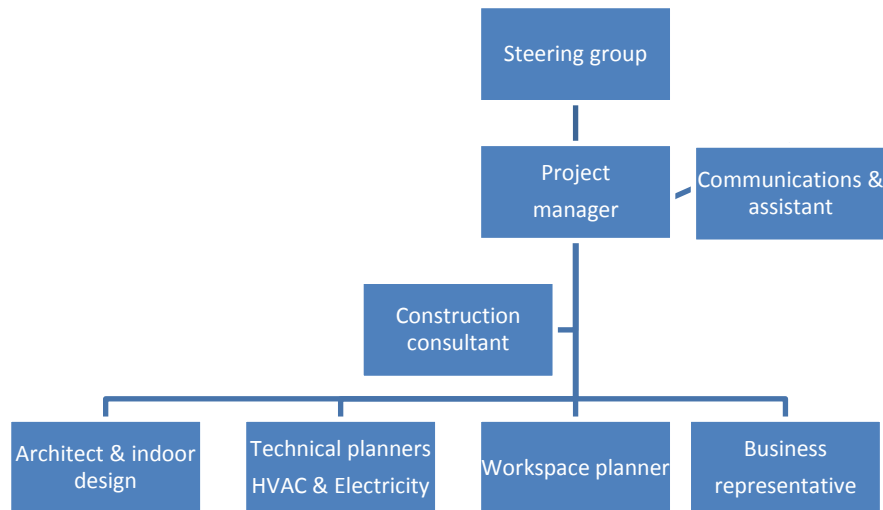 Steering group
Project
manager
Communications &
assistant
Construction
consultant
Architect & indoor
design
Technical planners
HVAC & Electricity
Workspace planner
Business
representative